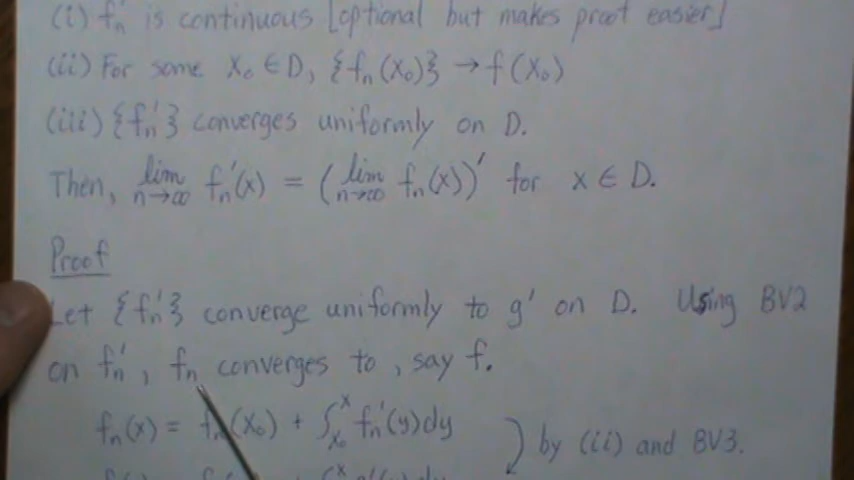 (i) fn' is continuous [optional but makes proof easier]
(ii) For some x₀ ∈ D, {fn(x₀)} → f(x₀)
(iii) {fn'} converges uniformly on D.
Then, lim n→∞ fn'(x) = (lim n→∞ fn(x))' for x ∈ D.
Proof
Let {fn'} converge uniformly to g' on D. Using BV2
on fn', fn converges to, say f.
fn(x) = fn(x₀) + ∫x₀^x fn'(y)dy
by (ii) and BV3.